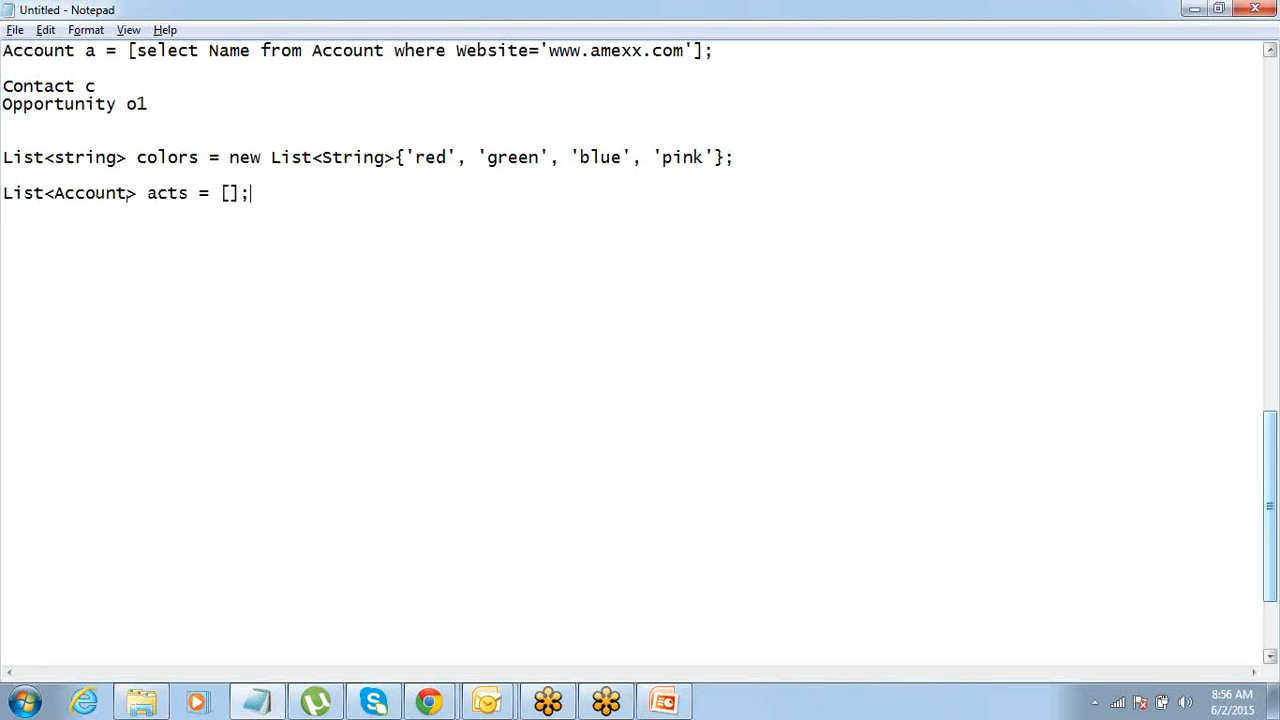 Untitled - Notepad
File Edit Format View Help
Account a = [select Name from Account where Website='www.amexx.com'];
Contact c
Opportunity o1
List<string> colors = new List<String>{'red', 'green', 'blue', 'pink'};
List<Account> acts = [];
8:56 AM
6/2/2015